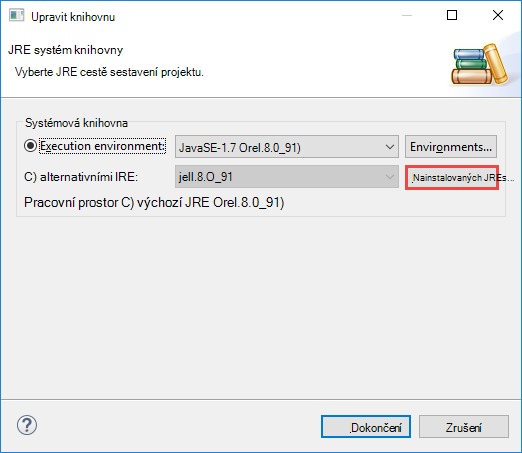 Upravit knihovnu
JRE systém knihovny
Vyberte JRE cestě sestavení projektu.
Systémová knihovna
Execution environment: JavaSE-1.7 Orel.8.0_91) Environments...
C) alternativními IRE: jell.8.O_91 Nainstalovaných JREs...
Pracovní prostor C) výchozí JRE Orel.8.0_91)
Dokončení Zrušení